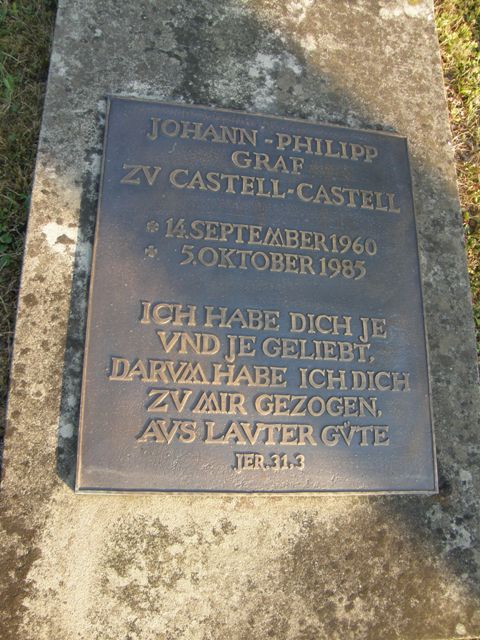 JOHANN-PHILIPP
GRAF
ZV CASTELL-CASTELL
* 14.SEPTEMBER 1960
* 5.OKTOBER 1985
ICH HABE DICH JE
VND JE GELIEBT,
DARVM HABE ICH DICH
ZV MIR GEZOGEN,
AVS LAVTER GÜTE
JER.31.3